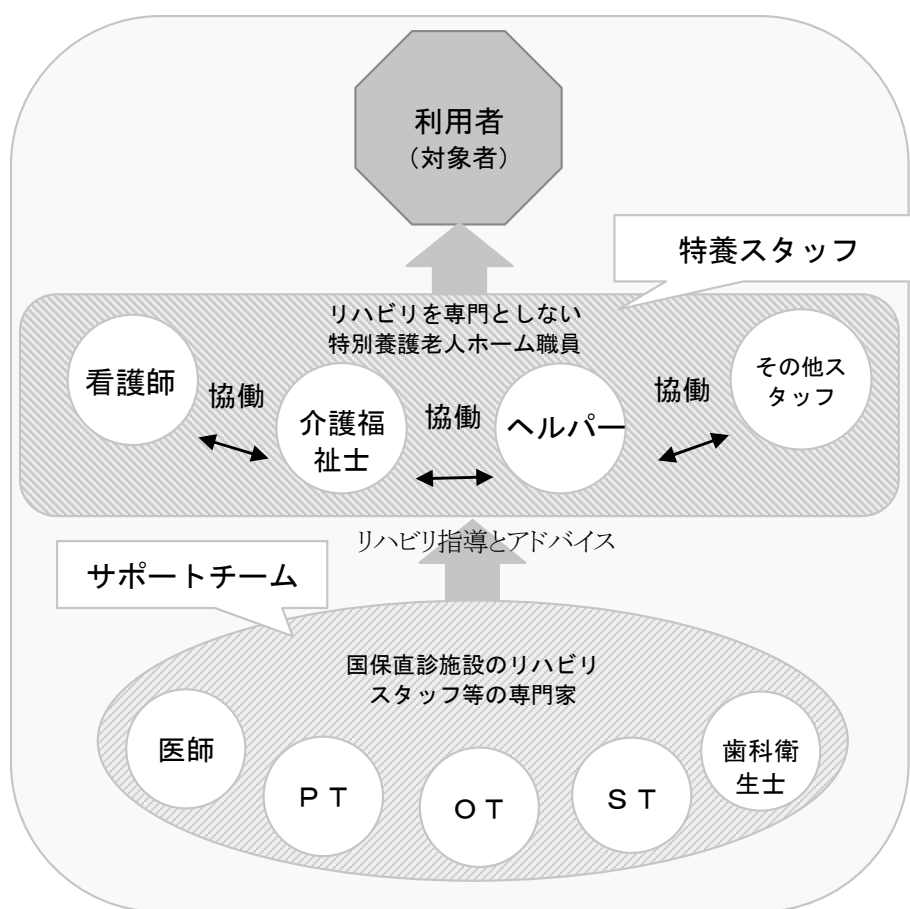 利用者
（対象者）
特養スタッフ
リハビリを専門としない
特別養護老人ホーム職員
看護師
協働
介護福
祉士
協働
ヘルパー
協働
その他ス
タッフ
リハビリ指導とアドバイス
サポートチーム
国保直診施設のリハビリ
スタッフ等の専門家
医師
ＰＴ
ＯＴ
ＳＴ
歯科衛
生士